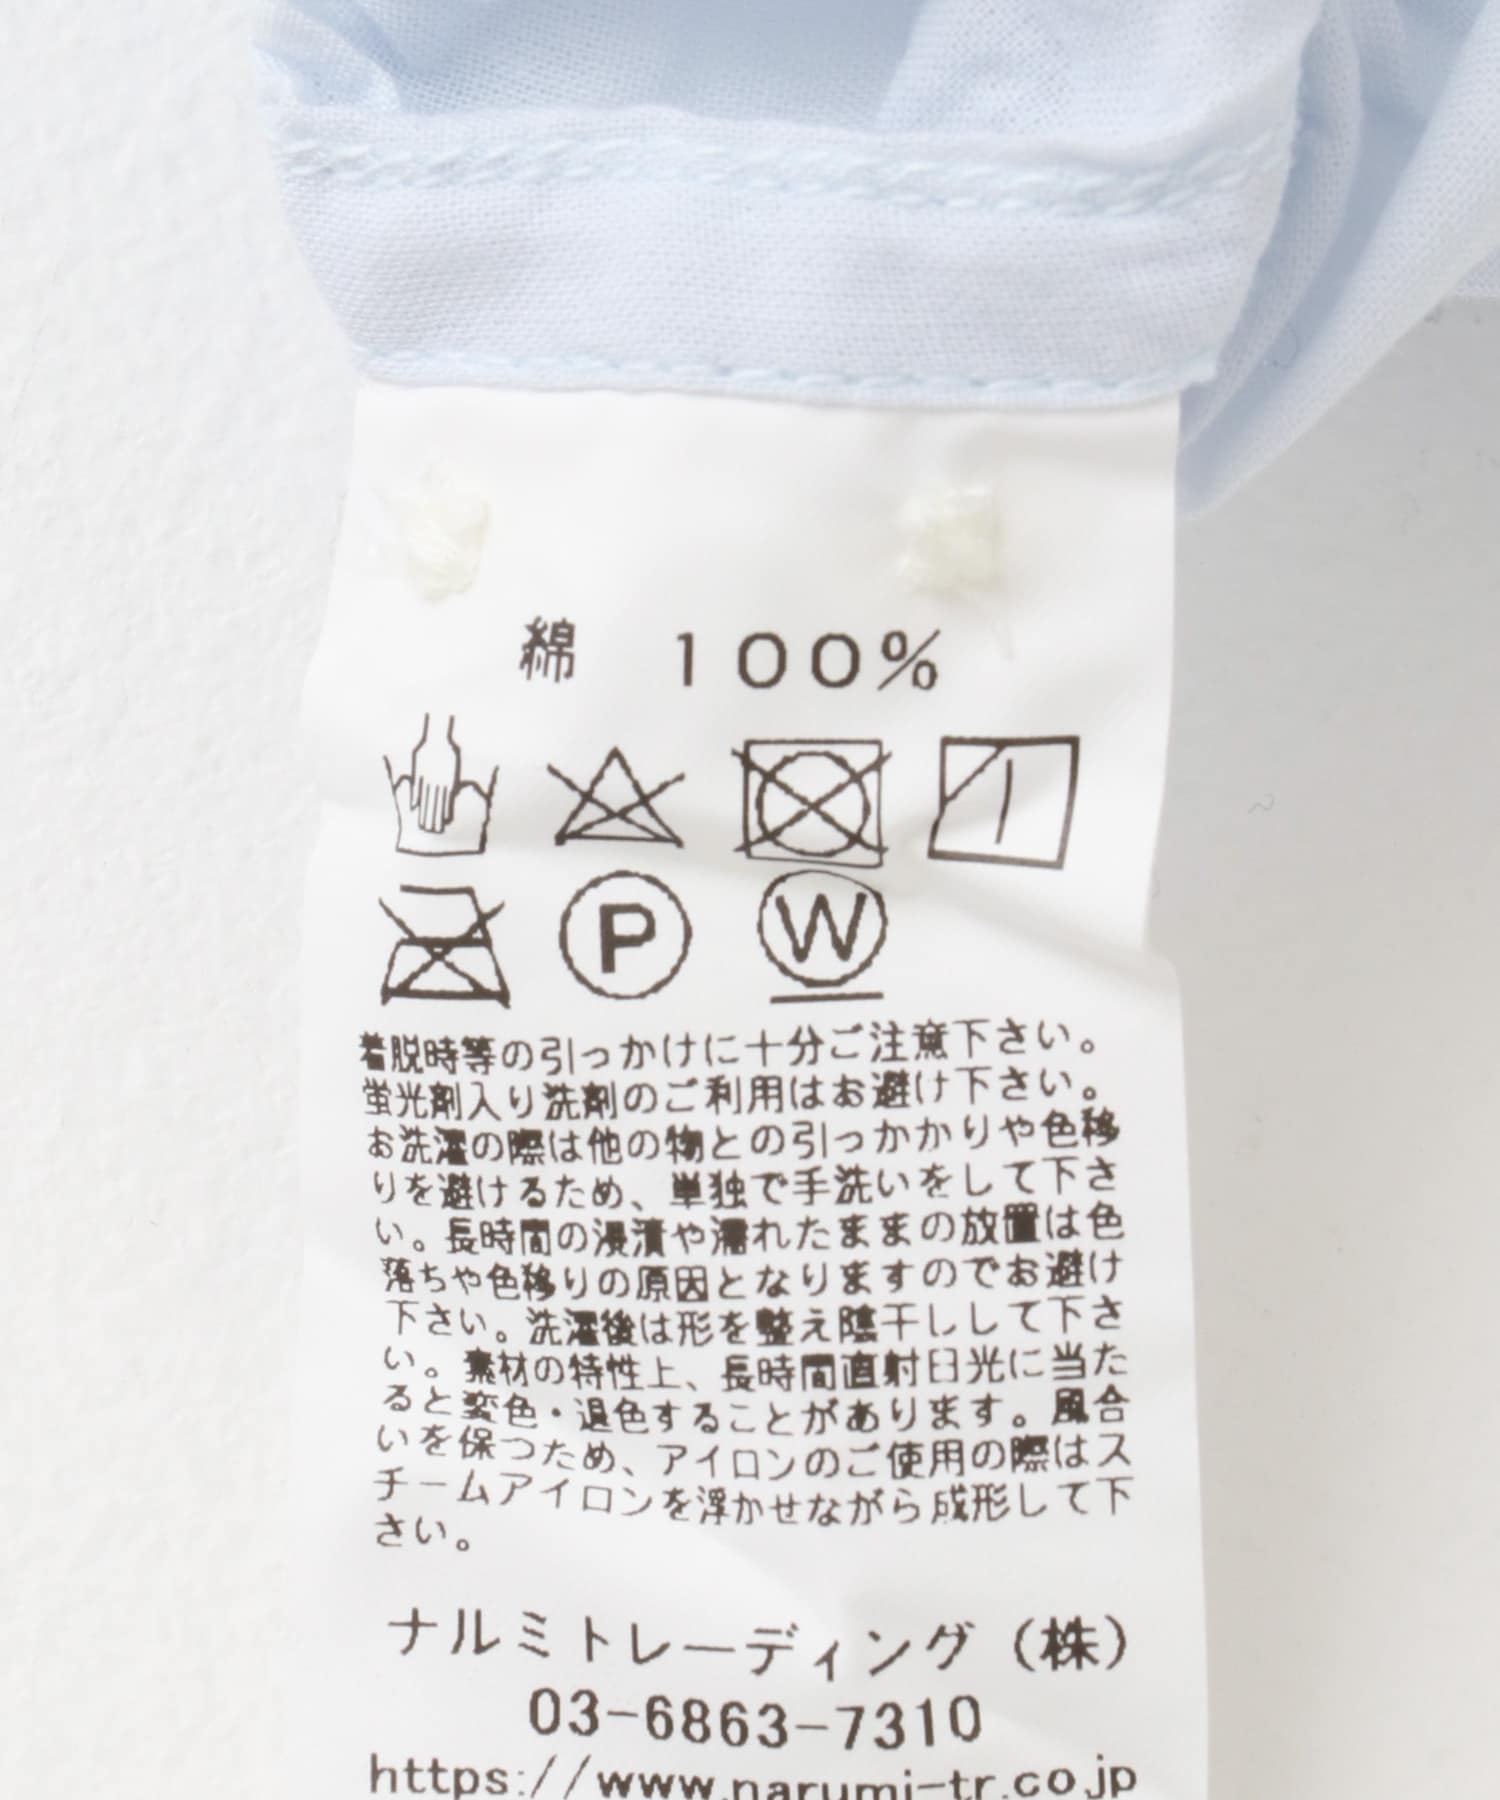 綿 100%
P W
着脱時等の引っかけに十分ご注意下さい。
蛍光剤入り洗剤のご利用はお避け下さい。
お洗濯の際は他の物との引っかかりや色移
りを避けるため、単独で手洗いをして下さ
い。長時間の浸漬や濡れたままの放置は色
落ちや色移りの原因となりますのでお避け
下さい。洗濯後は形を整え陰干しして下さ
い。素材の特性上、長時間直射日光に当た
ると変色・退色することがあります。風合
いを保つため、アイロンのご使用の際はス
チームアイロンを浮かせながら成形して下
さい。
ナルミトレーディング（株）
03-6863-7310
https://www.narumi-tr.co.jp